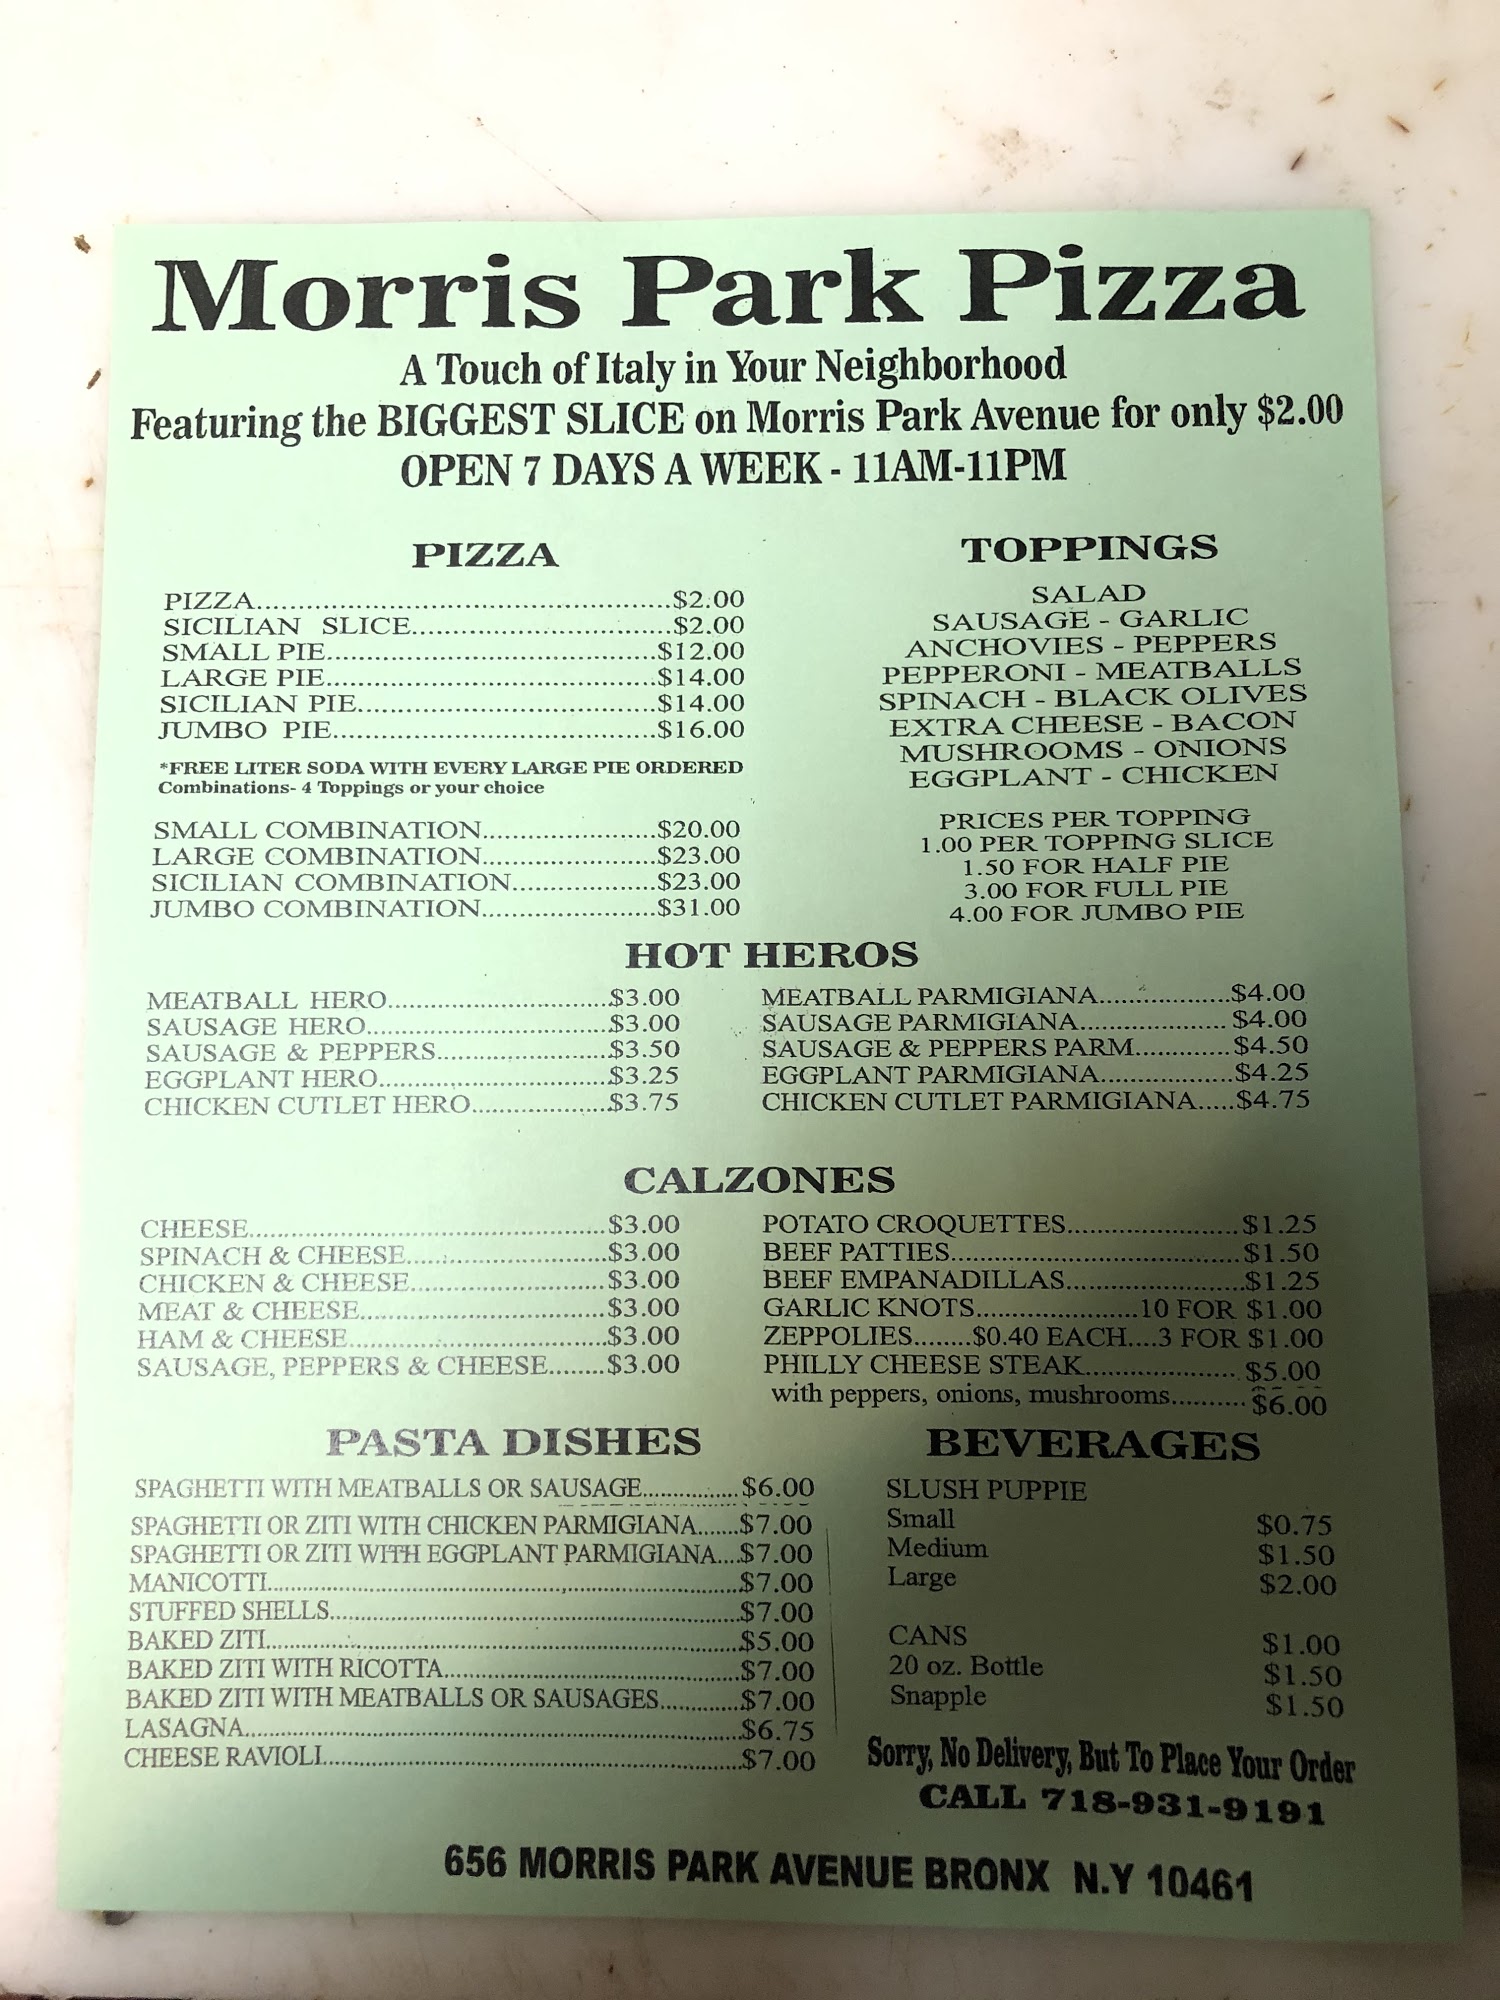 Morris Park Pizza
A Touch of Italy in Your Neighborhood
Featuring the BIGGEST SLICE on Morris Park Avenue for only $2.00
OPEN 7 DAYS A WEEK - 11AM-11PM
PIZZA
PIZZA..................................................$2.00
SICILIAN SLICE...............................$2.00
SMALL PIE........................................$12.00
LARGE PIE........................................$14.00
SICILIAN PIE....................................$14.00
JUMBO PIE.......................................$16.00
*FREE LITER SODA WITH EVERY LARGE PIE ORDERED
Combinations- 4 Toppings or your choice
SMALL COMBINATION.....................$20.00
LARGE COMBINATION.....................$23.00
SICILIAN COMBINATION.................$23.00
JUMBO COMBINATION.....................$31.00
TOPPINGS
SALAD
SAUSAGE - GARLIC
ANCHOVIES - PEPPERS
PEPPERONI - MEATBALLS
SPINACH - BLACK OLIVES
EXTRA CHEESE - BACON
MUSHROOMS - ONIONS
EGGPLANT - CHICKEN
PRICES PER TOPPING
1.00 PER TOPPING SLICE
1.50 FOR HALF PIE
3.00 FOR FULL PIE
4.00 FOR JUMBO PIE
HOT HEROS
MEATBALL HERO...........................$3.00
SAUSAGE HERO.............................$3.00
SAUSAGE & PEPPERS.....................$3.50
EGGPLANT HERO............................$3.25
CHICKEN CUTLET HERO.................$3.75
MEATBALL PARMIGIANA................$4.00
SAUSAGE PARMIGIANA.................. $4.00
SAUSAGE & PEPPERS PARM............$4.50
EGGPLANT PARMIGIANA................$4.25
CHICKEN CUTLET PARMIGIANA.....$4.75
CALZONES
CHEESE............................................$3.00
SPINACH & CHEESE........................$3.00
CHICKEN & CHEESE........................$3.00
MEAT & CHEESE..............................$3.00
HAM & CHEESE................................$3.00
SAUSAGE, PEPPERS & CHEESE.......$3.00
POTATO CROQUETTES.....................$1.25
BEEF PATTIES...................................$1.50
BEEF EMPANADILLAS......................$1.25
GARLIC KNOTS....................10 FOR $1.00
ZEPPOLIES.......$0.40 EACH....3 FOR $1.00
PHILLY CHEESE STEAK................... $5.00
with peppers, onions, mushrooms.......... $6.00
PASTA DISHES
SPAGHETTI WITH MEATBALLS OR SAUSAGE................$6.00
SPAGHETTI OR ZITI WITH CHICKEN PARMIGIANA.......$7.00
SPAGHETTI OR ZITI WITH EGGPLANT PARMIGIANA....$7.00
MANICOTTI...............................................................$7.00
STUFFED SHELLS......................................................$7.00
BAKED ZITI...............................................................$5.00
BAKED ZITI WITH RICOTTA......................................$7.00
BAKED ZITI WITH MEATBALLS OR SAUSAGES............$7.00
LASAGNA..................................................................$6.75
CHEESE RAVIOLI.......................................................$7.00
BEVERAGES
SLUSH PUPPIE
Small $0.75
Medium $1.50
Large $2.00
CANS $1.00
20 oz. Bottle $1.50
Snapple $1.50
Sorry, No Delivery, But To Place Your Order
CALL 718-931-9191
656 MORRIS PARK AVENUE BRONX N.Y 10461